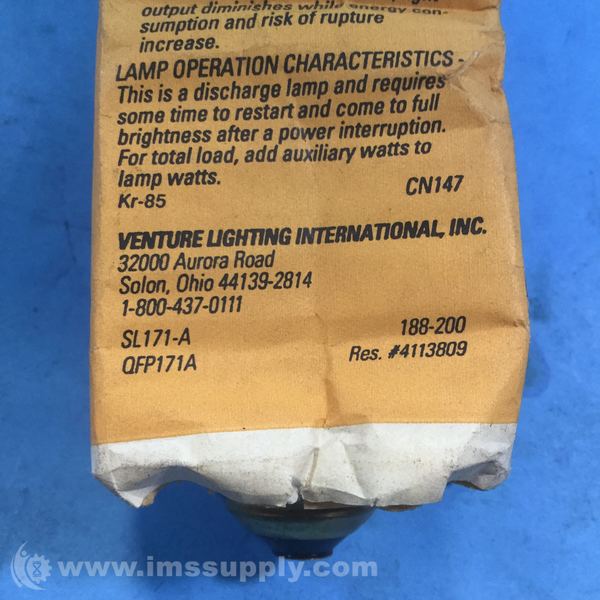 output diminishes while energy con-
sumption and risk of rupture
increase.
LAMP OPERATION CHARACTERISTICS -
This is a discharge lamp and requires
some time to restart and come to full
brightness after a power interruption.
For total load, add auxiliary watts to
lamp watts.
Kr-85 CN147
VENTURE LIGHTING INTERNATIONAL, INC.
32000 Aurora Road
Solon, Ohio 44139-2814
1-800-437-0111
SL171-A 188-200
QFP171A Res. #4113809
www.imssupply.com